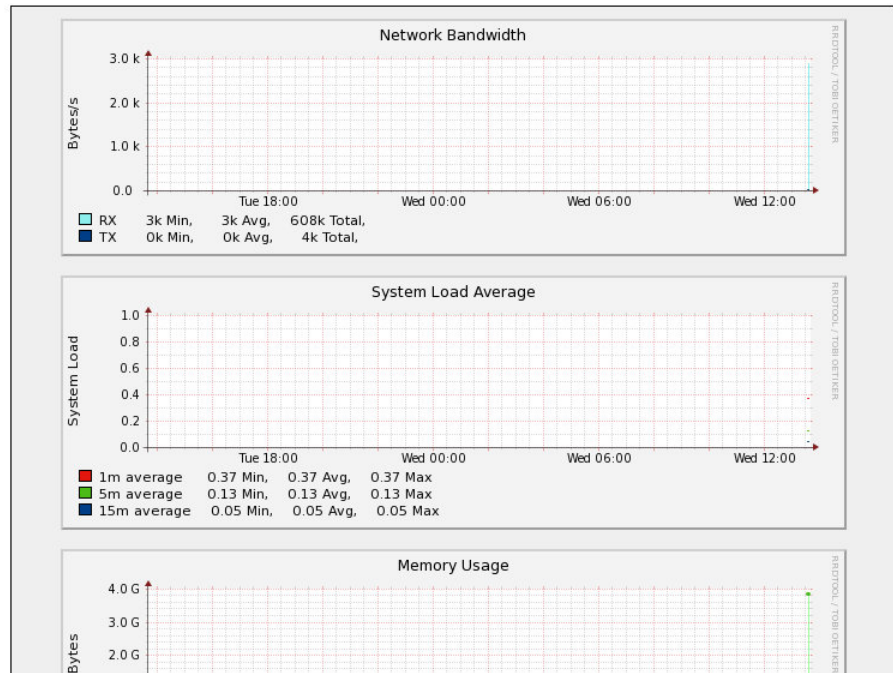 Network Bandwidth
RRDTOOL / TOBI OETIKER
Bytes/s
3.0 k
2.0 k
1.0 k
0.0
Tue 18:00 Wed 00:00 Wed 06:00 Wed 12:00
RX 3k Min, 3k Avg, 608k Total,
TX 0k Min, 0k Avg, 4k Total,
System Load Average
RRDTOOL / TOBI OETIKER
System Load
1.0
0.8
0.6
0.4
0.2
0.0
Tue 18:00 Wed 00:00 Wed 06:00 Wed 12:00
1m average 0.37 Min, 0.37 Avg, 0.37 Max
5m average 0.13 Min, 0.13 Avg, 0.13 Max
15m average 0.05 Min, 0.05 Avg, 0.05 Max
Memory Usage
RRDTOOL / TOBI OETIKER
Bytes
4.0 G
3.0 G
2.0 G